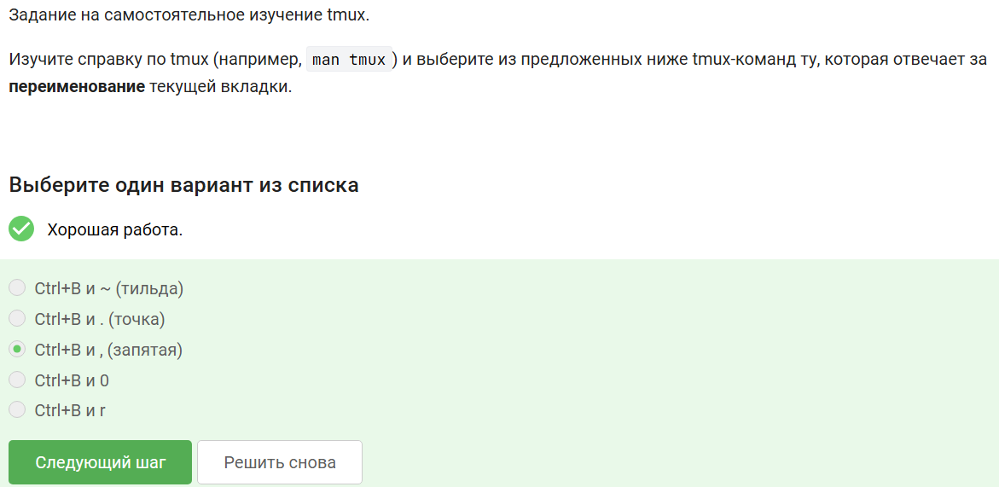 Задание на самостоятельное изучение tmux.
Изучите справку по tmux (например, man tmux ) и выберите из предложенных ниже tmux-команд ту, которая отвечает за
переименование текущей вкладки.
Выберите один вариант из списка
Хорошая работа.
Ctrl+B и ~ (тильда)
Ctrl+B и . (точка)
Ctrl+B и , (запятая)
Ctrl+B и 0
Ctrl+B и r
Следующий шаг Решить снова